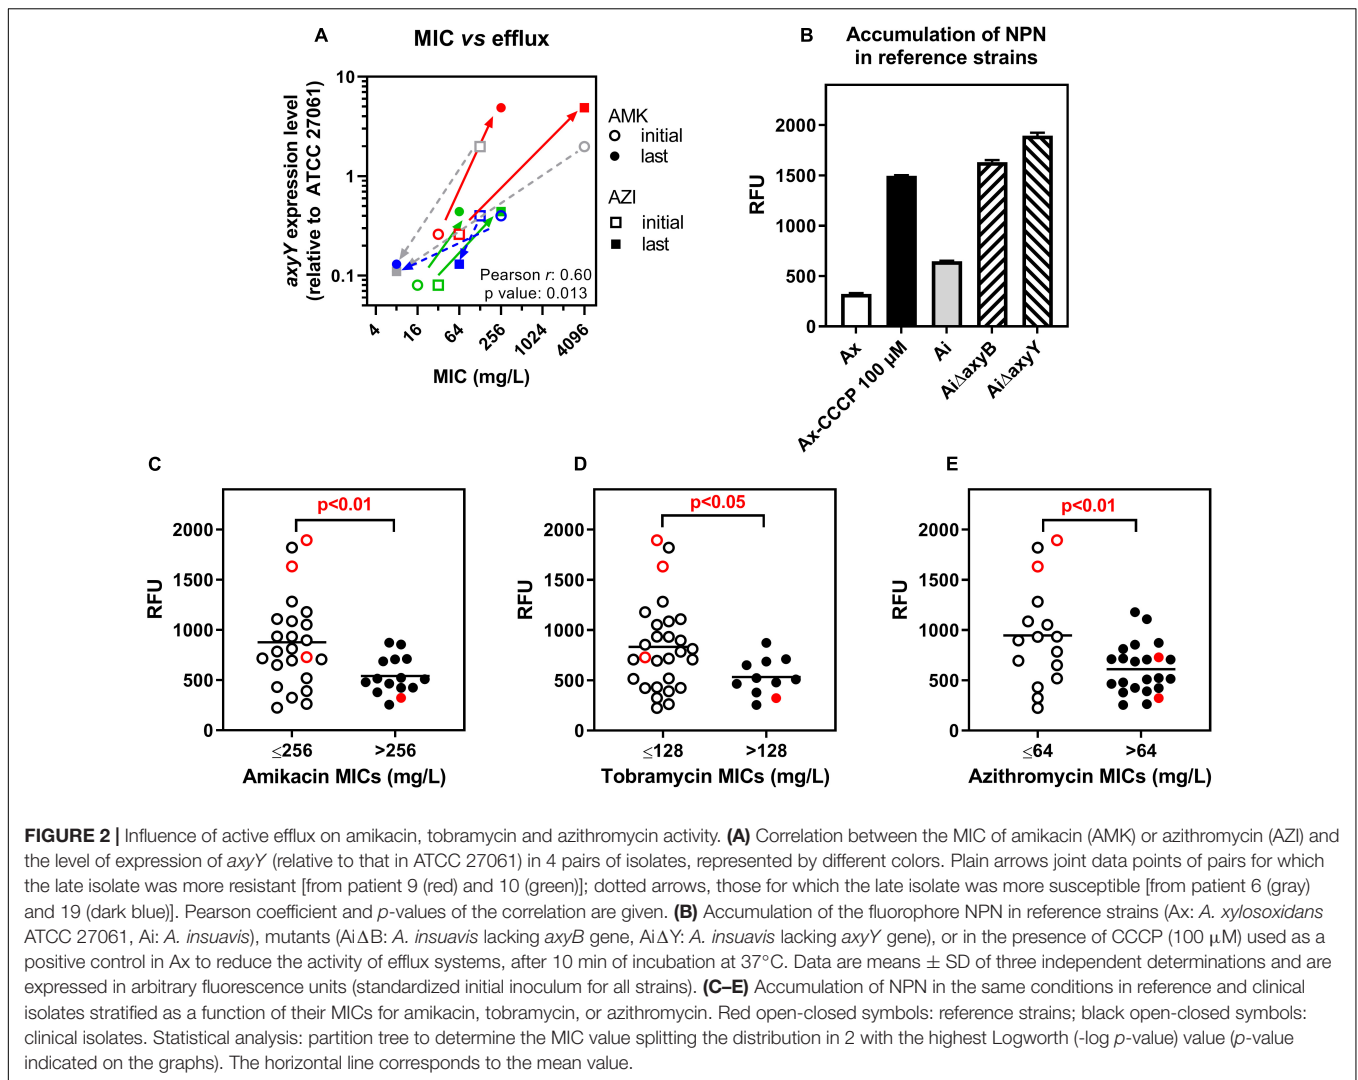 A
MIC vs efflux
axyY expression level
(relative to ATCC 27061)
10
1
0.1
Pearson r: 0.60
p value: 0.013
4
16
64
256
1024
4096
MIC (mg/L)
AMK
initial
last
AZI
initial
last
B
Accumulation of NPN
in reference strains
RFU
2000
1500
1000
500
0
Ax
Ax-CCCP 100 µM
Ai
Ai∆axyB
Ai∆axyY
C
p<0.01
RFU
2000
1500
1000
500
0
≤256
>256
Amikacin MICs (mg/L)
D
p<0.05
RFU
2000
1500
1000
500
0
≤128
>128
Tobramycin MICs (mg/L)
E
p<0.01
RFU
2000
1500
1000
500
0
≤64
>64
Azithromycin MICs (mg/L)
FIGURE 2 | Influence of active efflux on amikacin, tobramycin and azithromycin activity. (A) Correlation between the MIC of amikacin (AMK) or azithromycin (AZI) and
the level of expression of axyY (relative to that in ATCC 27061) in 4 pairs of isolates, represented by different colors. Plain arrows joint data points of pairs for which
the late isolate was more resistant [from patient 9 (red) and 10 (green)]; dotted arrows, those for which the late isolate was more susceptible [from patient 6 (gray)
and 19 (dark blue)]. Pearson coefficient and p-values of the correlation are given. (B) Accumulation of the fluorophore NPN in reference strains (Ax: A. xylosoxidans
ATCC 27061, Ai: A. insuavis), mutants (Ai∆B: A. insuavis lacking axyB gene, Ai∆Y: A. insuavis lacking axyY gene), or in the presence of CCCP (100 µM) used as a
positive control in Ax to reduce the activity of efflux systems, after 10 min of incubation at 37°C. Data are means ± SD of three independent determinations and are
expressed in arbitrary fluorescence units (standardized initial inoculum for all strains). (C–E) Accumulation of NPN in the same conditions in reference and clinical
isolates stratified as a function of their MICs for amikacin, tobramycin, or azithromycin. Red open-closed symbols: reference strains; black open-closed symbols:
clinical isolates. Statistical analysis: partition tree to determine the MIC value splitting the distribution in 2 with the highest Logworth (-log p-value) value (p-value
indicated on the graphs). The horizontal line corresponds to the mean value.